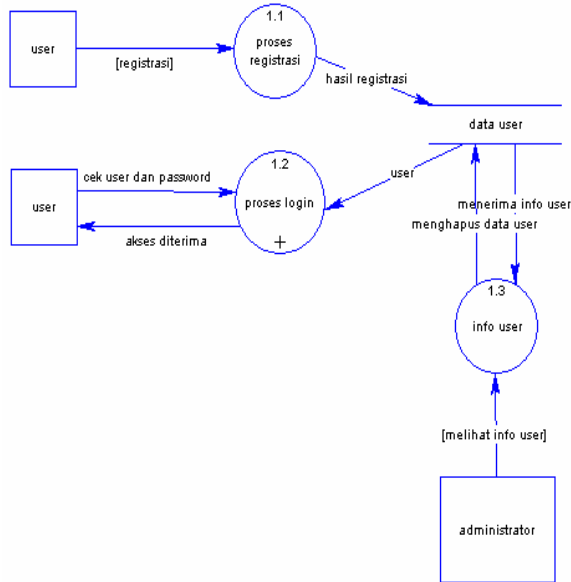 1.1
user
proses
registrasi
[registrasi]
hasil registrasi
data user
1.2
cek user dan password
user
user
proses login
akses diterima
menerima info user
menghapus data user
1.3
info user
[melihat info user]
administrator